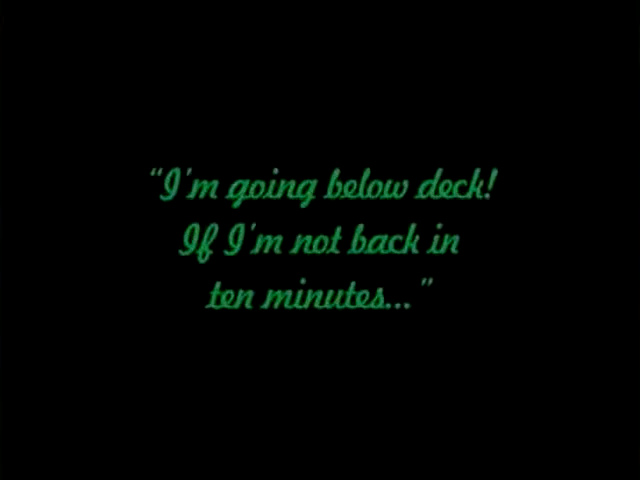 “I'm going below deck!
If I'm not back in
ten minutes...”